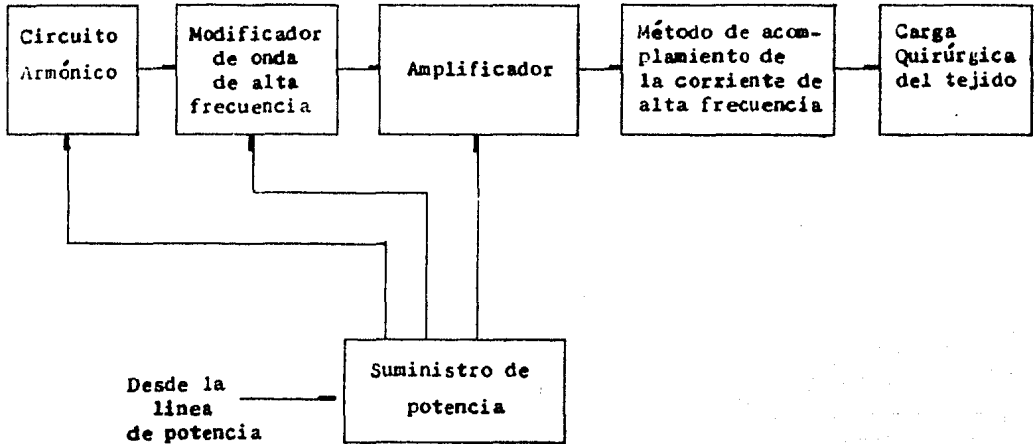 Circuito
Armónico
Modificador
de onda
de alta
frecuencia
Amplificador
Método de acom-
plamiento de
la corriente de
alta frecuencia
Carga
Quirúrgica
del tejido
Suministro de
potencia
Desde la
linea
de potencia